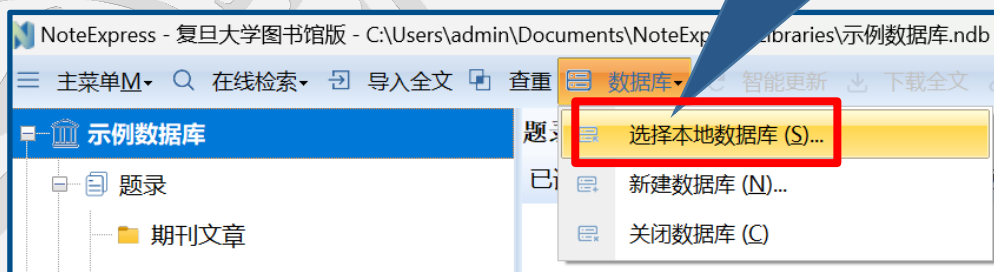 NoteExpress - 复旦大学图书馆版 - C:\Users\admin\Documents\NoteExp braries\示例数据库.ndb
主菜单M 在线检索 导入全文 查重 数据库 智能更新 下载全文
示例数据库
题
选择本地数据库 (S)...
题录
已
新建数据库 (N)...
期刊文章
关闭数据库 (C)